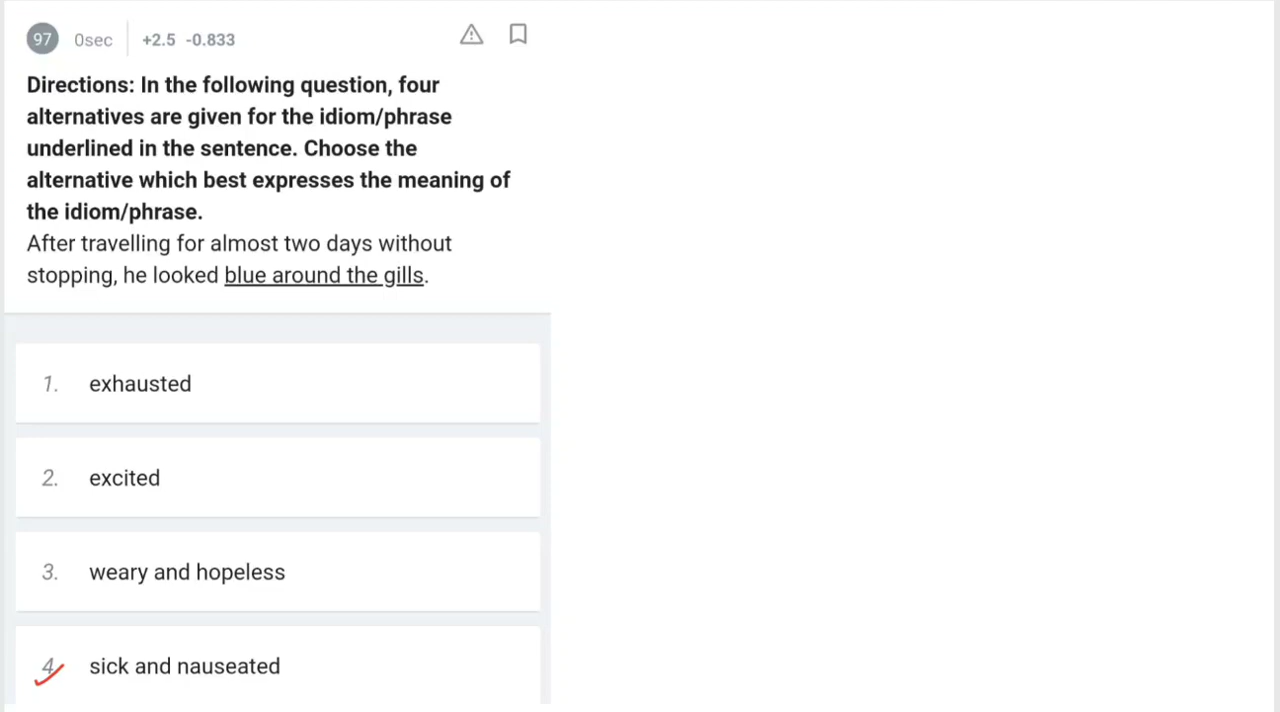 97 0sec +2.5 -0.833
Directions: In the following question, four
alternatives are given for the idiom/phrase
underlined in the sentence. Choose the
alternative which best expresses the meaning of
the idiom/phrase.
After travelling for almost two days without
stopping, he looked blue around the gills.
1. exhausted
2. excited
3. weary and hopeless
4. sick and nauseated